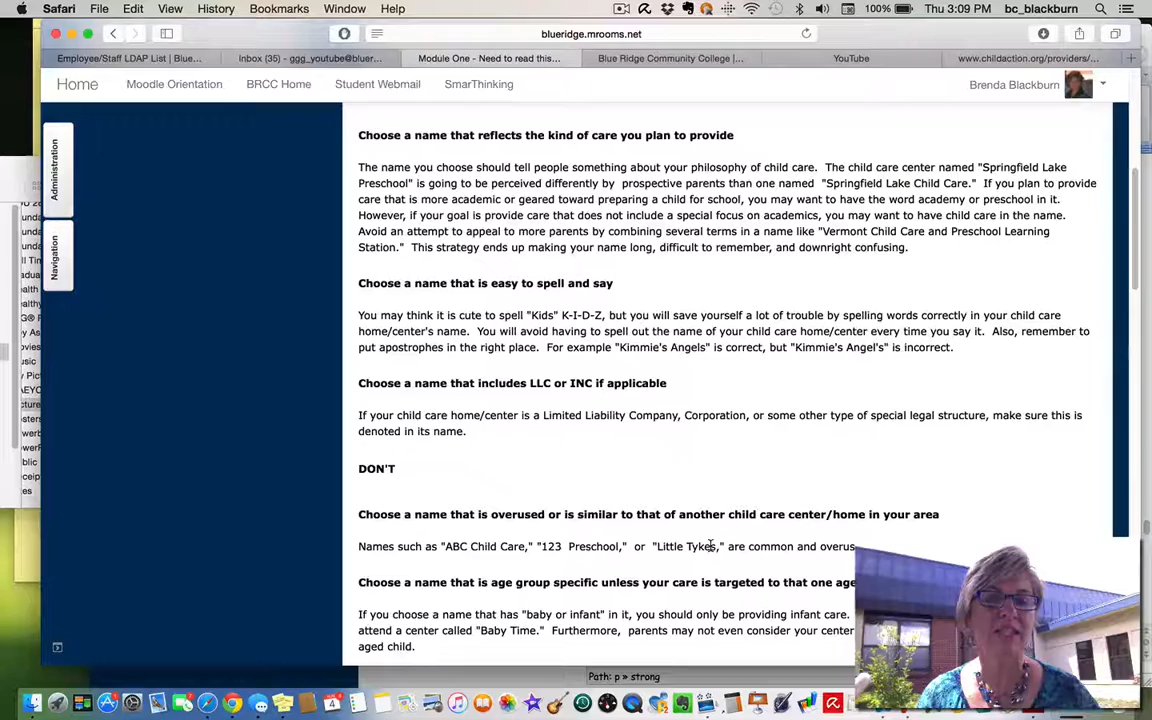 Safari File Edit View History Bookmarks Window Help 100% Thu 3:09 PM bc_blackburn
blueridge.mrooms.net
Employee/Staff LDAP List | Blue... Inbox (35) - ggg_youtube@bluer... Module One - Need to read this... Blue Ridge Community College |... YouTube www.childaction.org/providers/...
Home Moodle Orientation BRCC Home Student Webmail SmarThinking Brenda Blackburn
Administration
Navigation
Choose a name that reflects the kind of care you plan to provide
The name you choose should tell people something about your philosophy of child care. The child care center named "Springfield Lake
Preschool" is going to be perceived differently by prospective parents than one named "Springfield Lake Child Care." If you plan to provide
care that is more academic or geared toward preparing a child for school, you may want to have the word academy or preschool in it.
However, if your goal is provide care that does not include a special focus on academics, you may want to have child care in the name.
Avoid an attempt to appeal to more parents by combining several terms in a name like "Vermont Child Care and Preschool Learning
Station." This strategy ends up making your name long, difficult to remember, and downright confusing.
Choose a name that is easy to spell and say
You may think it is cute to spell "Kids" K-I-D-Z, but you will save yourself a lot of trouble by spelling words correctly in your child care
home/center's name. You will avoid having to spell out the name of your child care home/center every time you say it. Also, remember to
put apostrophes in the right place. For example "Kimmie's Angels" is correct, but "Kimmie's Angel's" is incorrect.
Choose a name that includes LLC or INC if applicable
If your child care home/center is a Limited Liability Company, Corporation, or some other type of special legal structure, make sure this is
denoted in its name.
DON'T
Choose a name that is overused or is similar to that of another child care center/home in your area
Names such as "ABC Child Care," "123 Preschool," or "Little Tykes," are common and overus
Choose a name that is age group specific unless your care is targeted to that one age
If you choose a name that has "baby or infant" in it, you should only be providing infant care.
attend a center called "Baby Time." Furthermore, parents may not even consider your center
aged child.
Path: p » strong